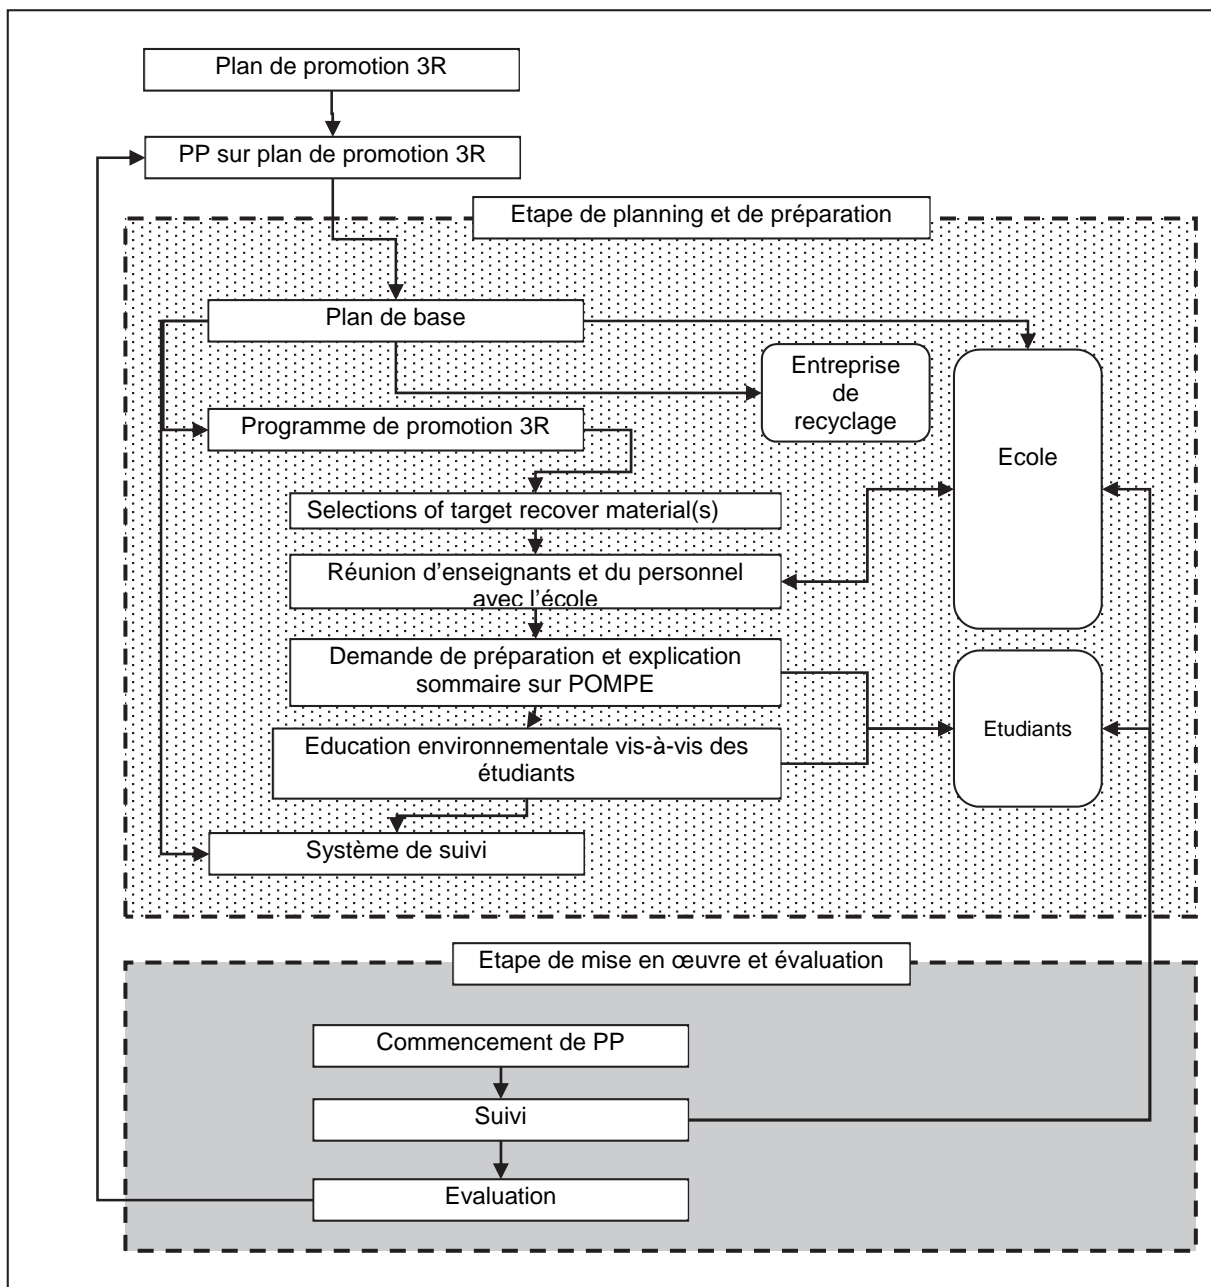 Plan de promotion 3R
PP sur plan de promotion 3R
Etape de planning et de préparation
Plan de base
Entreprise
de
recyclage
Programme de promotion 3R
Ecole
Selections of target recover material(s)
Réunion d'enseignants et du personnel
avec l'école
Demande de préparation et explication
sommaire sur POMPE
Etudiants
Education environnementale vis-à-vis des
étudiants
Système de suivi
Etape de mise en œuvre et évaluation
Commencement de PP
Suivi
Evaluation